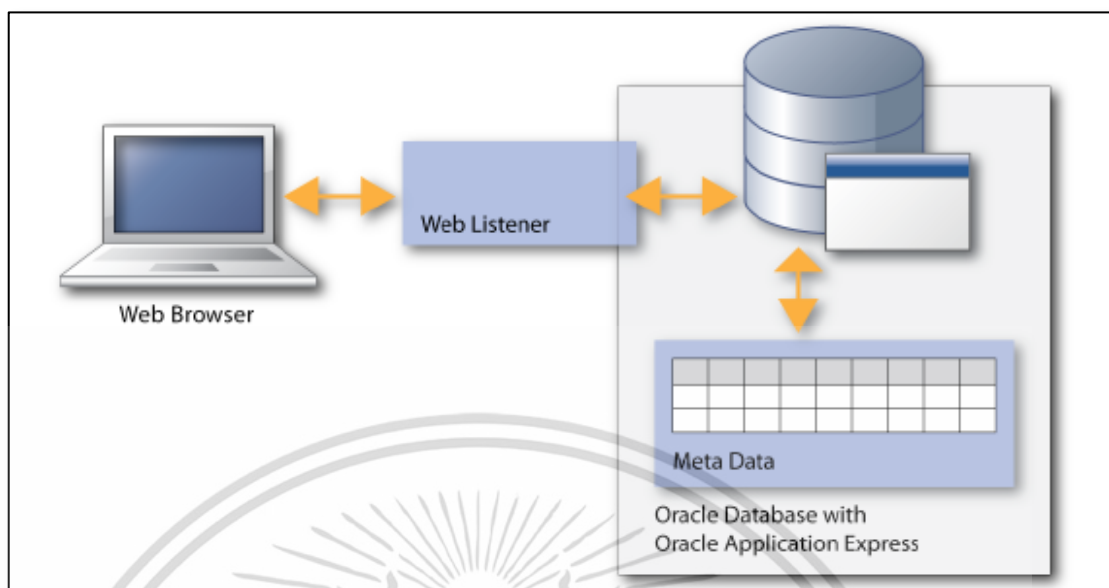 Web Browser
Web Listener
Meta Data
Oracle Database with
Oracle Application Express